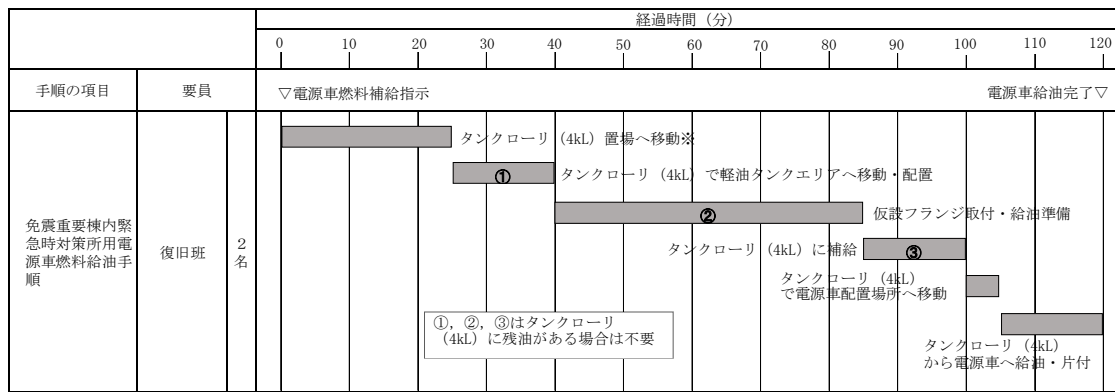 経過時間（分）
0 10 20 30 40 50 60 70 80 90 100 110 120
手順の項目 要員 ▽電源車燃料補給指示 電源車給油完了▽
タンクローリ（4kL）置場へ移動※
① タンクローリ（4kL）で軽油タンクエリアへ移動・配置
② 仮設フランジ取付・給油準備
免震重要棟内緊
急時対策所用電
源車燃料給油手
順
復旧班
2
名
タンクローリ（4kL）に補給 ③
タンクローリ（4kL）
で電源車配置場所へ移動
①，②，③はタンクローリ
（4kL）に残油がある場合は不要
タンクローリ（4kL）
から電源車へ給油・片付